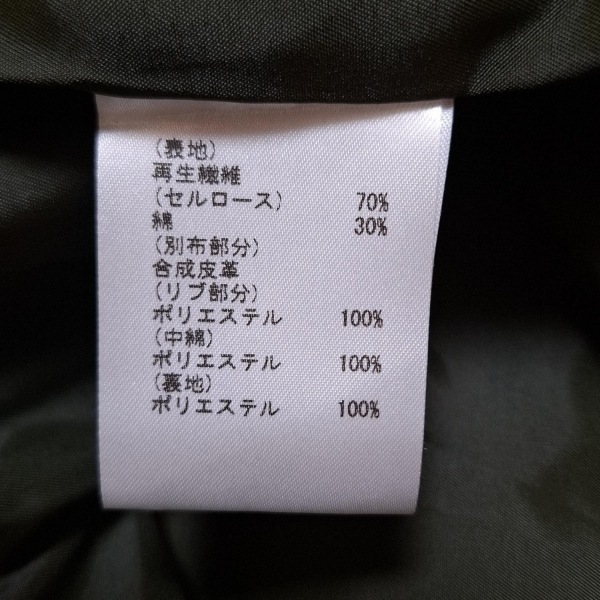 (表地)
再生繊維
(セルロース) 70%
綿 30%
(別布部分)
合成皮革
(リブ部分)
ポリエステル 100%
(中綿)
ポリエステル 100%
(裏地)
ポリエステル 100%